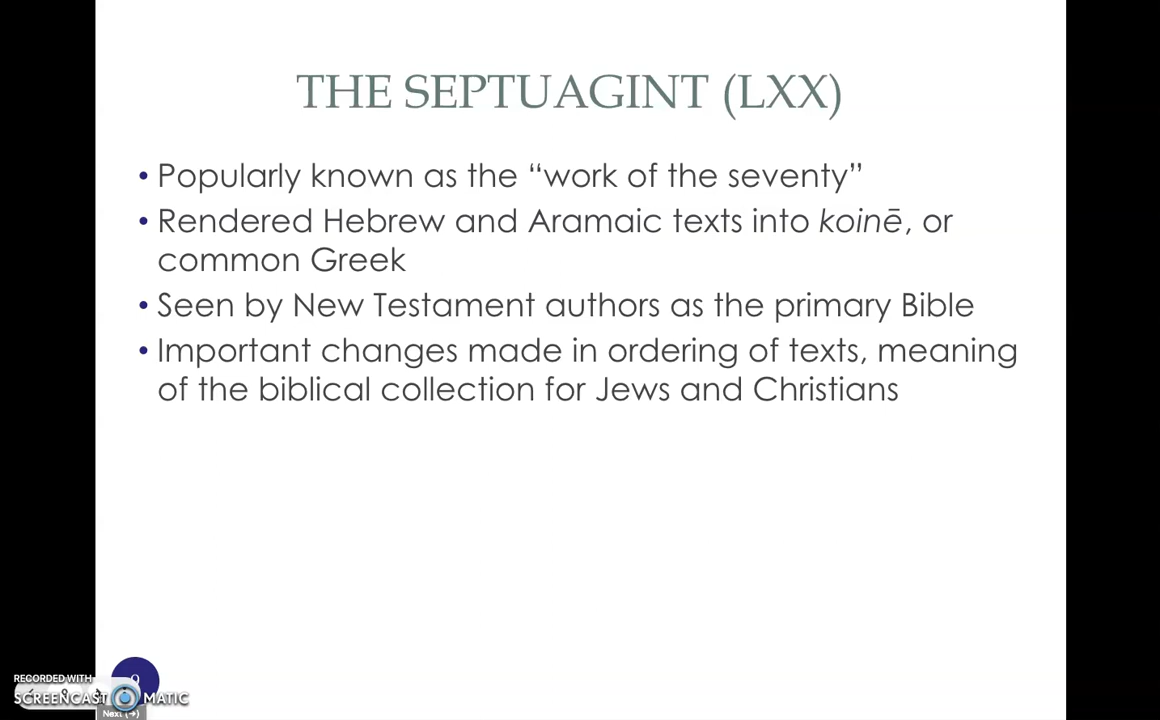 THE SEPTUAGINT (LXX)
• Popularly known as the “work of the seventy”
• Rendered Hebrew and Aramaic texts into koinē, or
common Greek
• Seen by New Testament authors as the primary Bible
• Important changes made in ordering of texts, meaning
of the biblical collection for Jews and Christians
9
RECORDED WITH
SCREENCAST MATIC
Next (→)